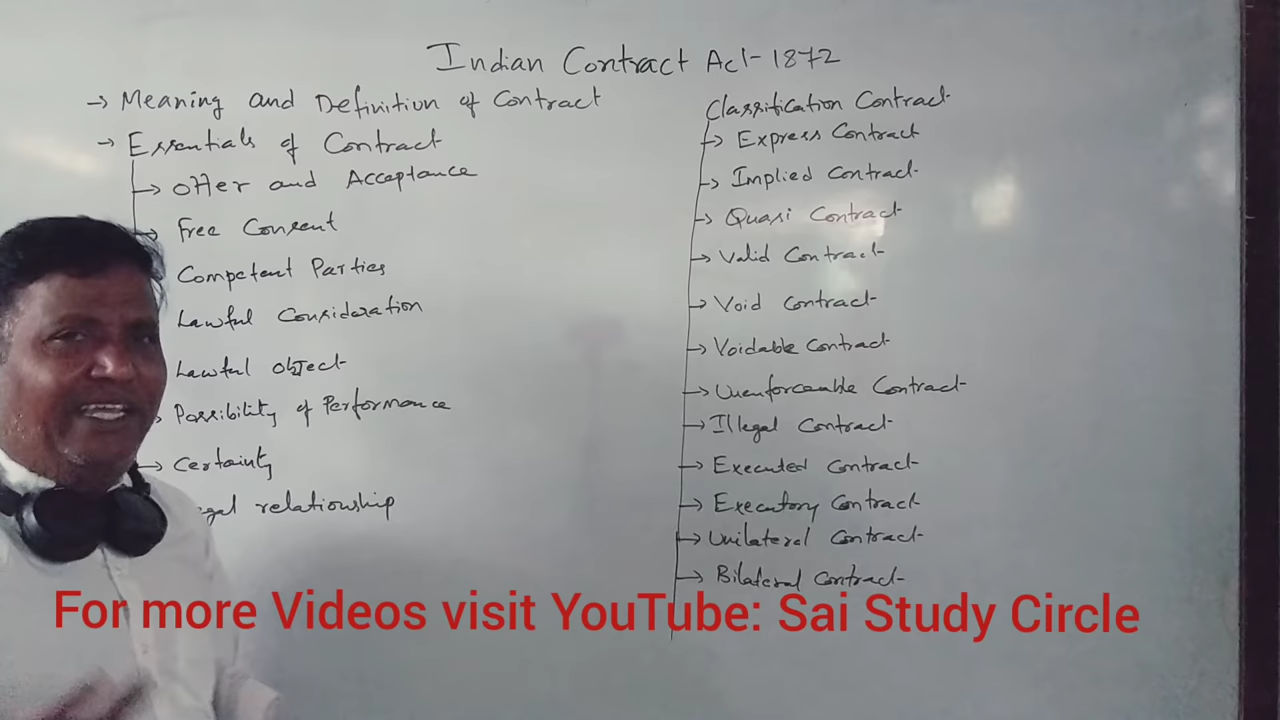 Indian Contract Act-1872
→ Meaning and Definition of Contract
→ Essentials of Contract
→ Offer and Acceptance
→ Free Consent
Competent Parties
Lawful Consideration
Lawful object
Possibility of Performance
→ Certainty
egal relationship
Classification Contract
→ Express Contract
→ Implied Contract
→ Quasi Contract
→ Valid Contract
→ Void Contract
→ Voidable Contract
→ Unenforceable Contract
→ Illegal Contract
→ Executed Contract
→ Executory Contract
→ Unilateral Contract
→ Bilateral Contract
For more Videos visit YouTube: Sai Study Circle